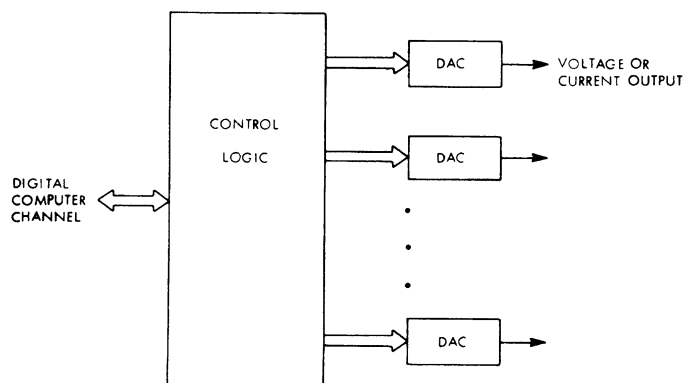 DAC
VOLTAGE OR
CURRENT OUTPUT
CONTROL
LOGIC
DAC
DIGITAL
COMPUTER
CHANNEL
DAC